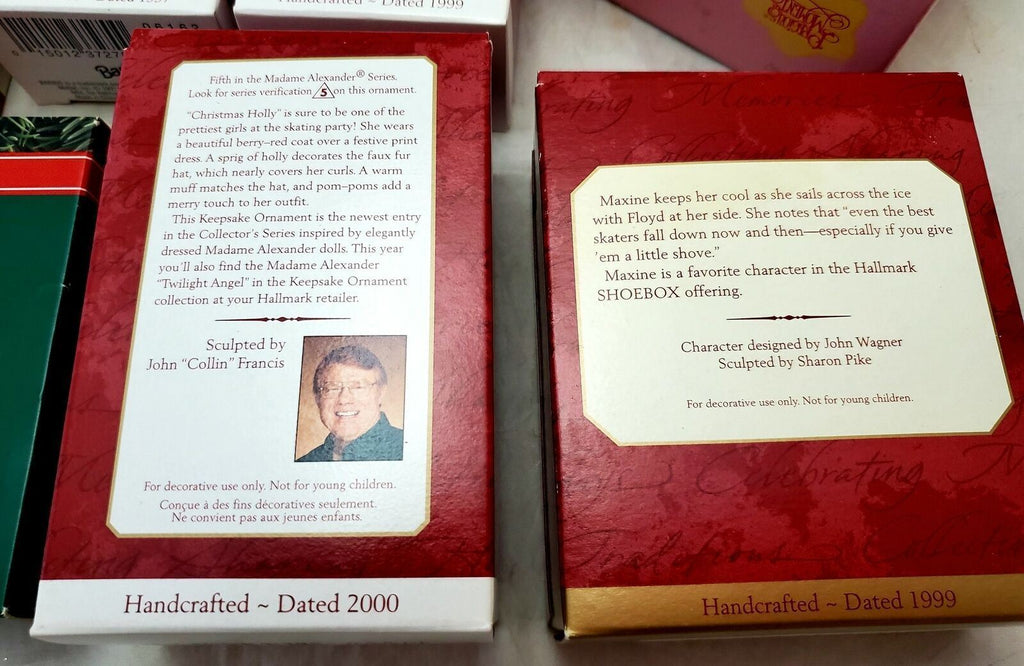 Handcrafted ~ Dated 1999
0 15012 3727
Fifth in the Madame Alexander® Series.
Look for series verification 5 on this ornament.
"Christmas Holly" is sure to be one of the
prettiest girls at the skating party! She wears
a beautiful berry–red coat over a festive print
dress. A sprig of holly decorates the faux fur
hat, which nearly covers her curls. A warm
muff matches the hat, and pom–poms add a
merry touch to her outfit.
This Keepsake Ornament is the newest entry
in the Collector's Series inspired by elegantly
dressed Madame Alexander dolls. This year
you'll also find the Madame Alexander
"Twilight Angel" in the Keepsake Ornament
collection at your Hallmark retailer.
Sculpted by
John "Collin" Francis
For decorative use only. Not for young children.
Conçue à des fins décoratives seulement.
Ne convient pas aux jeunes enfants.
Handcrafted ~ Dated 2000
Memories
Maxine keeps her cool as she sails across the ice
with Floyd at her side. She notes that "even the best
skaters fall down now and then—especially if you give
'em a little shove."
Maxine is a favorite character in the Hallmark
SHOEBOX offering.
Character designed by John Wagner
Sculpted by Sharon Pike
For decorative use only. Not for young children.
Celebrating
Handcrafted ~ Dated 1999